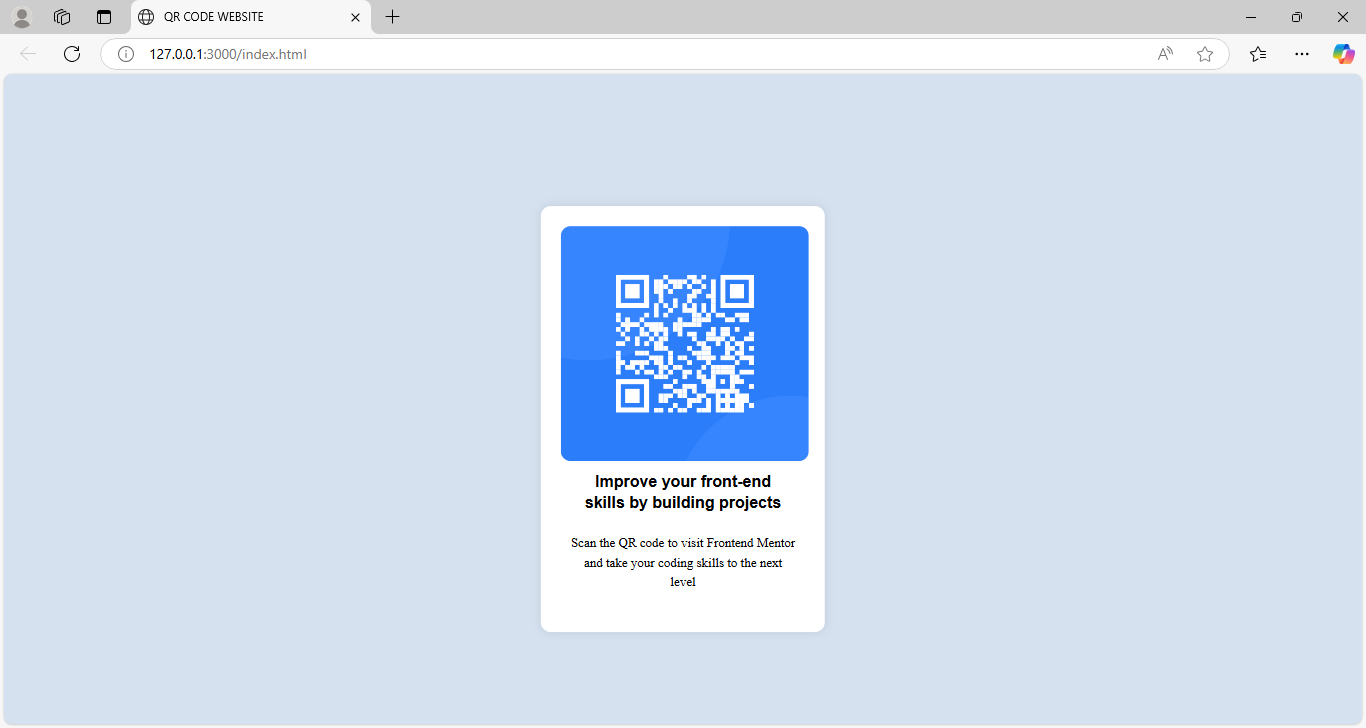 QR CODE WEBSITE
127.0.0.1:3000/index.html
Improve your front-end
skills by building projects
Scan the QR code to visit Frontend Mentor
and take your coding skills to the next
level